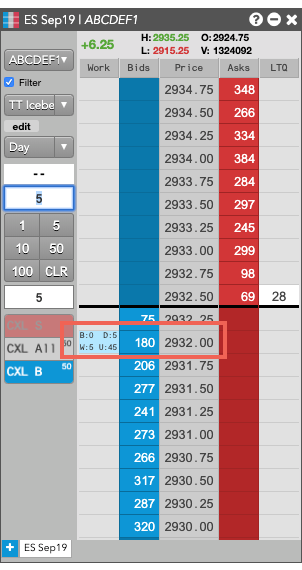 ES Sep19 | ABCDEF1
+6.25 H: 2935.25 O: 2924.75
L: 2915.25 V: 1324092
ABCDEF1
Work Bids Price Asks LTQ
Filter
TT Icebe
edit
Day
--
5
1 5
10 50
100 CLR
5
CXL S
CXL All 50
CXL B 50
2934.75 348
2934.50 266
2934.25 334
2934.00 384
2933.75 284
2933.50 297
2933.25 245
2933.00 299
2932.75 98
2932.50 69 28
75 2932.25
B:0 D:5
W:5 U:45
180 2932.00
206 2931.75
277 2931.50
241 2931.25
273 2931.00
266 2930.75
317 2930.50
287 2930.25
320 2930.00
+ ES Sep19